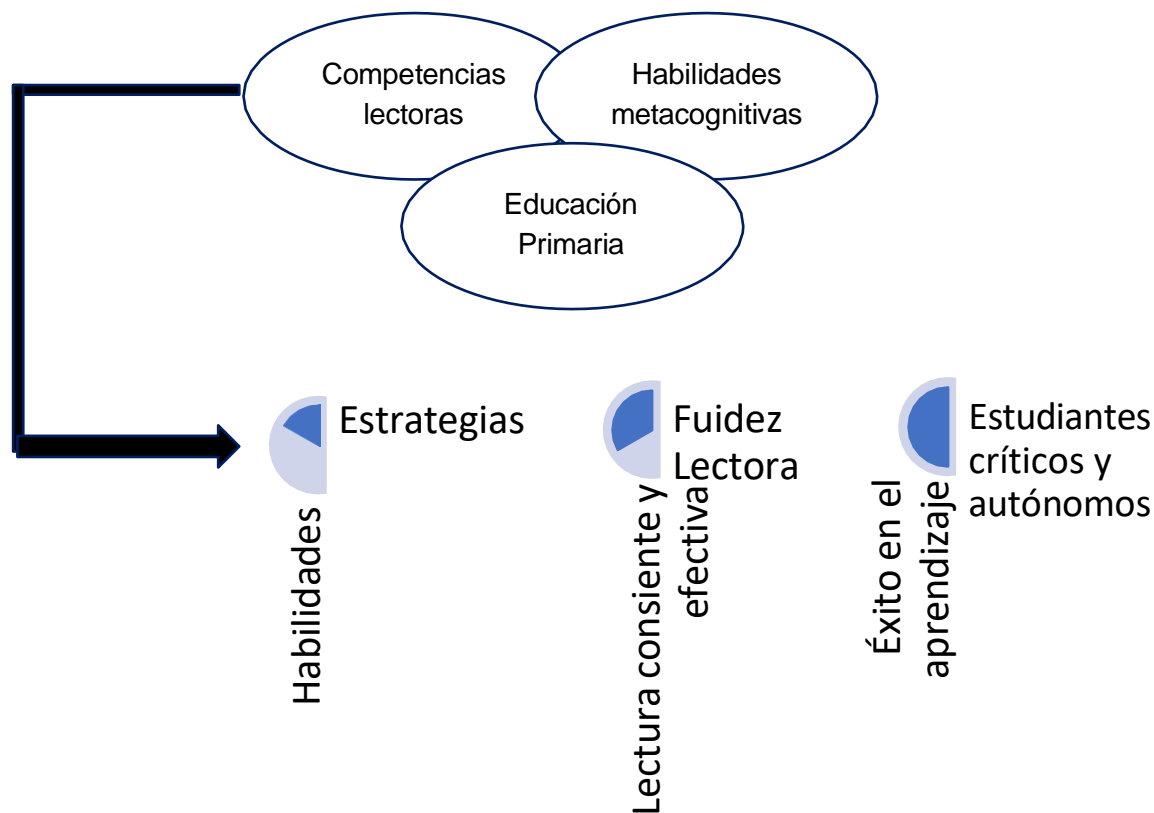 Competencias
lectoras
Habilidades
metacognitivas
Educación
Primaria
Estrategias
Habilidades
Fuidez
Lectora
Lectura consiente y
efectiva
Estudiantes
críticos y
autónomos
Éxito en el
aprendizaje